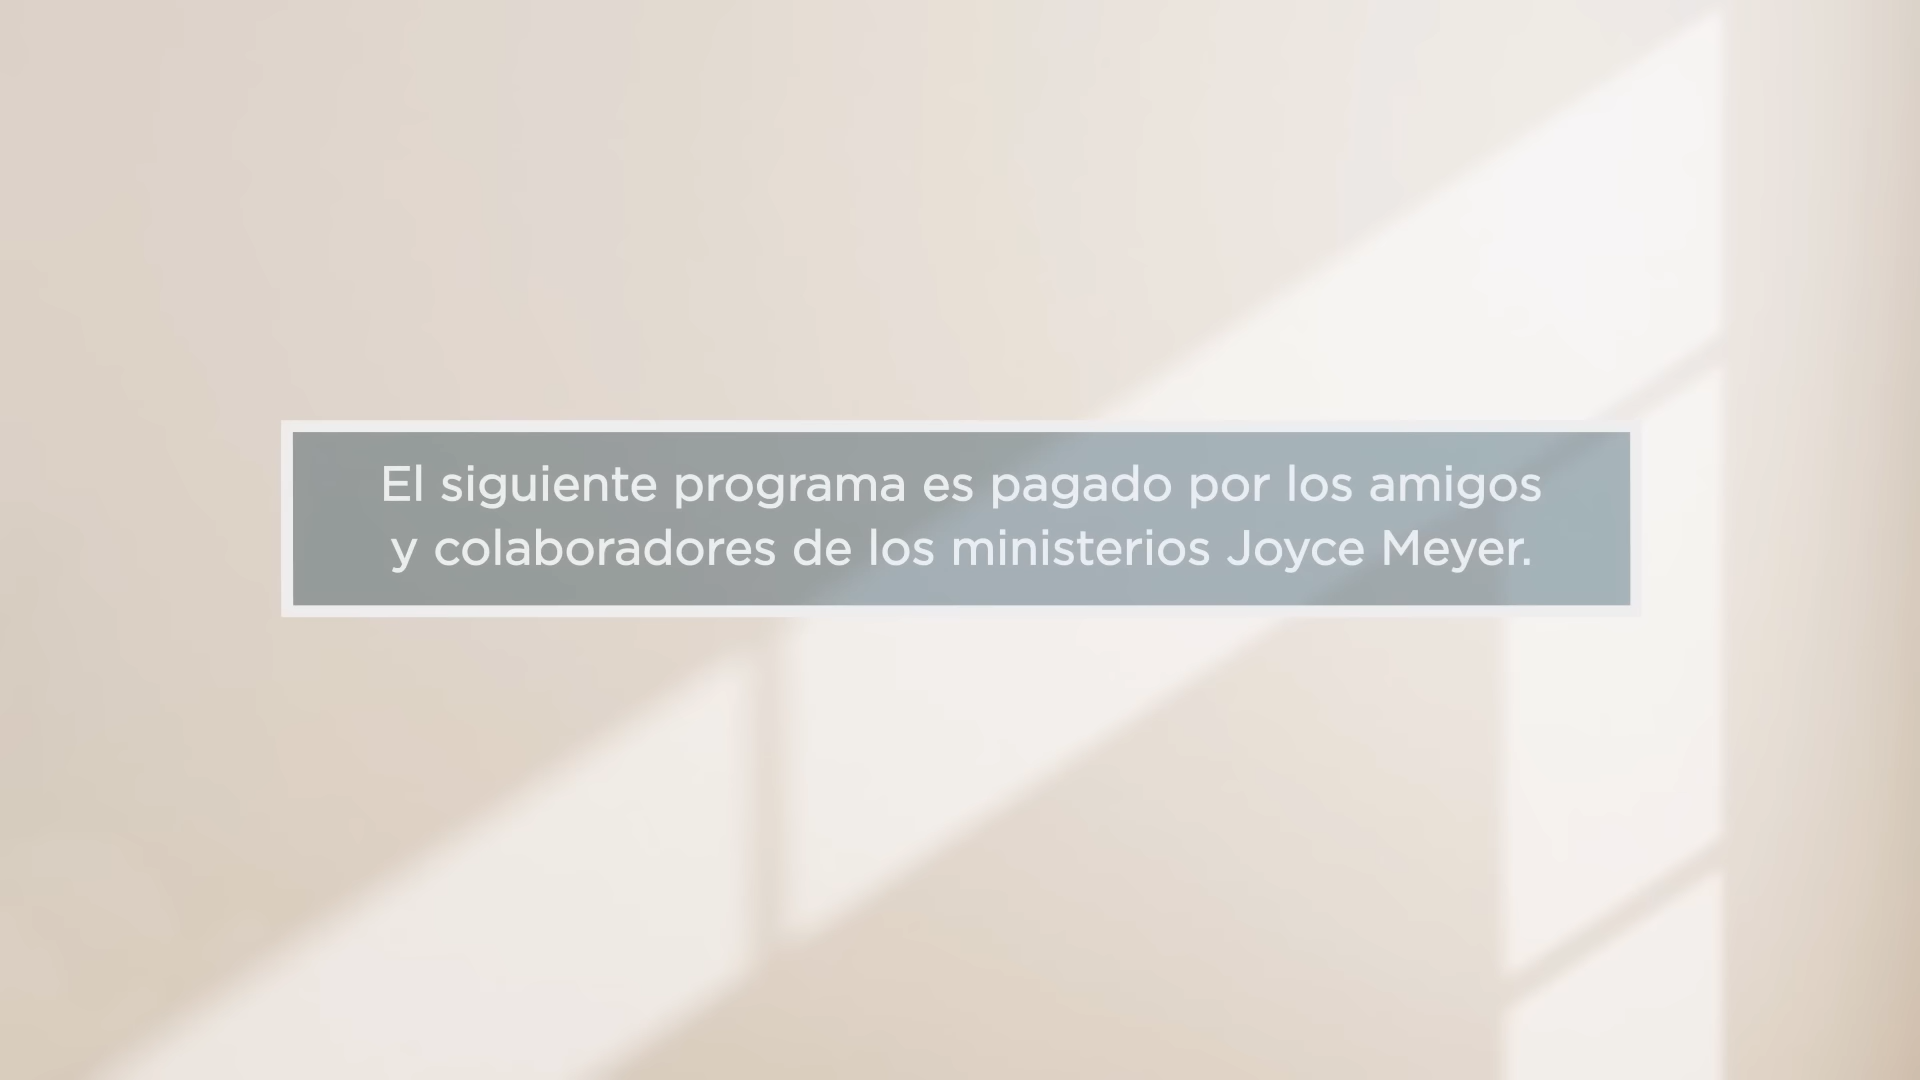 El siguiente programa es pagado por los amigos
y colaboradores de los ministerios Joyce Meyer.